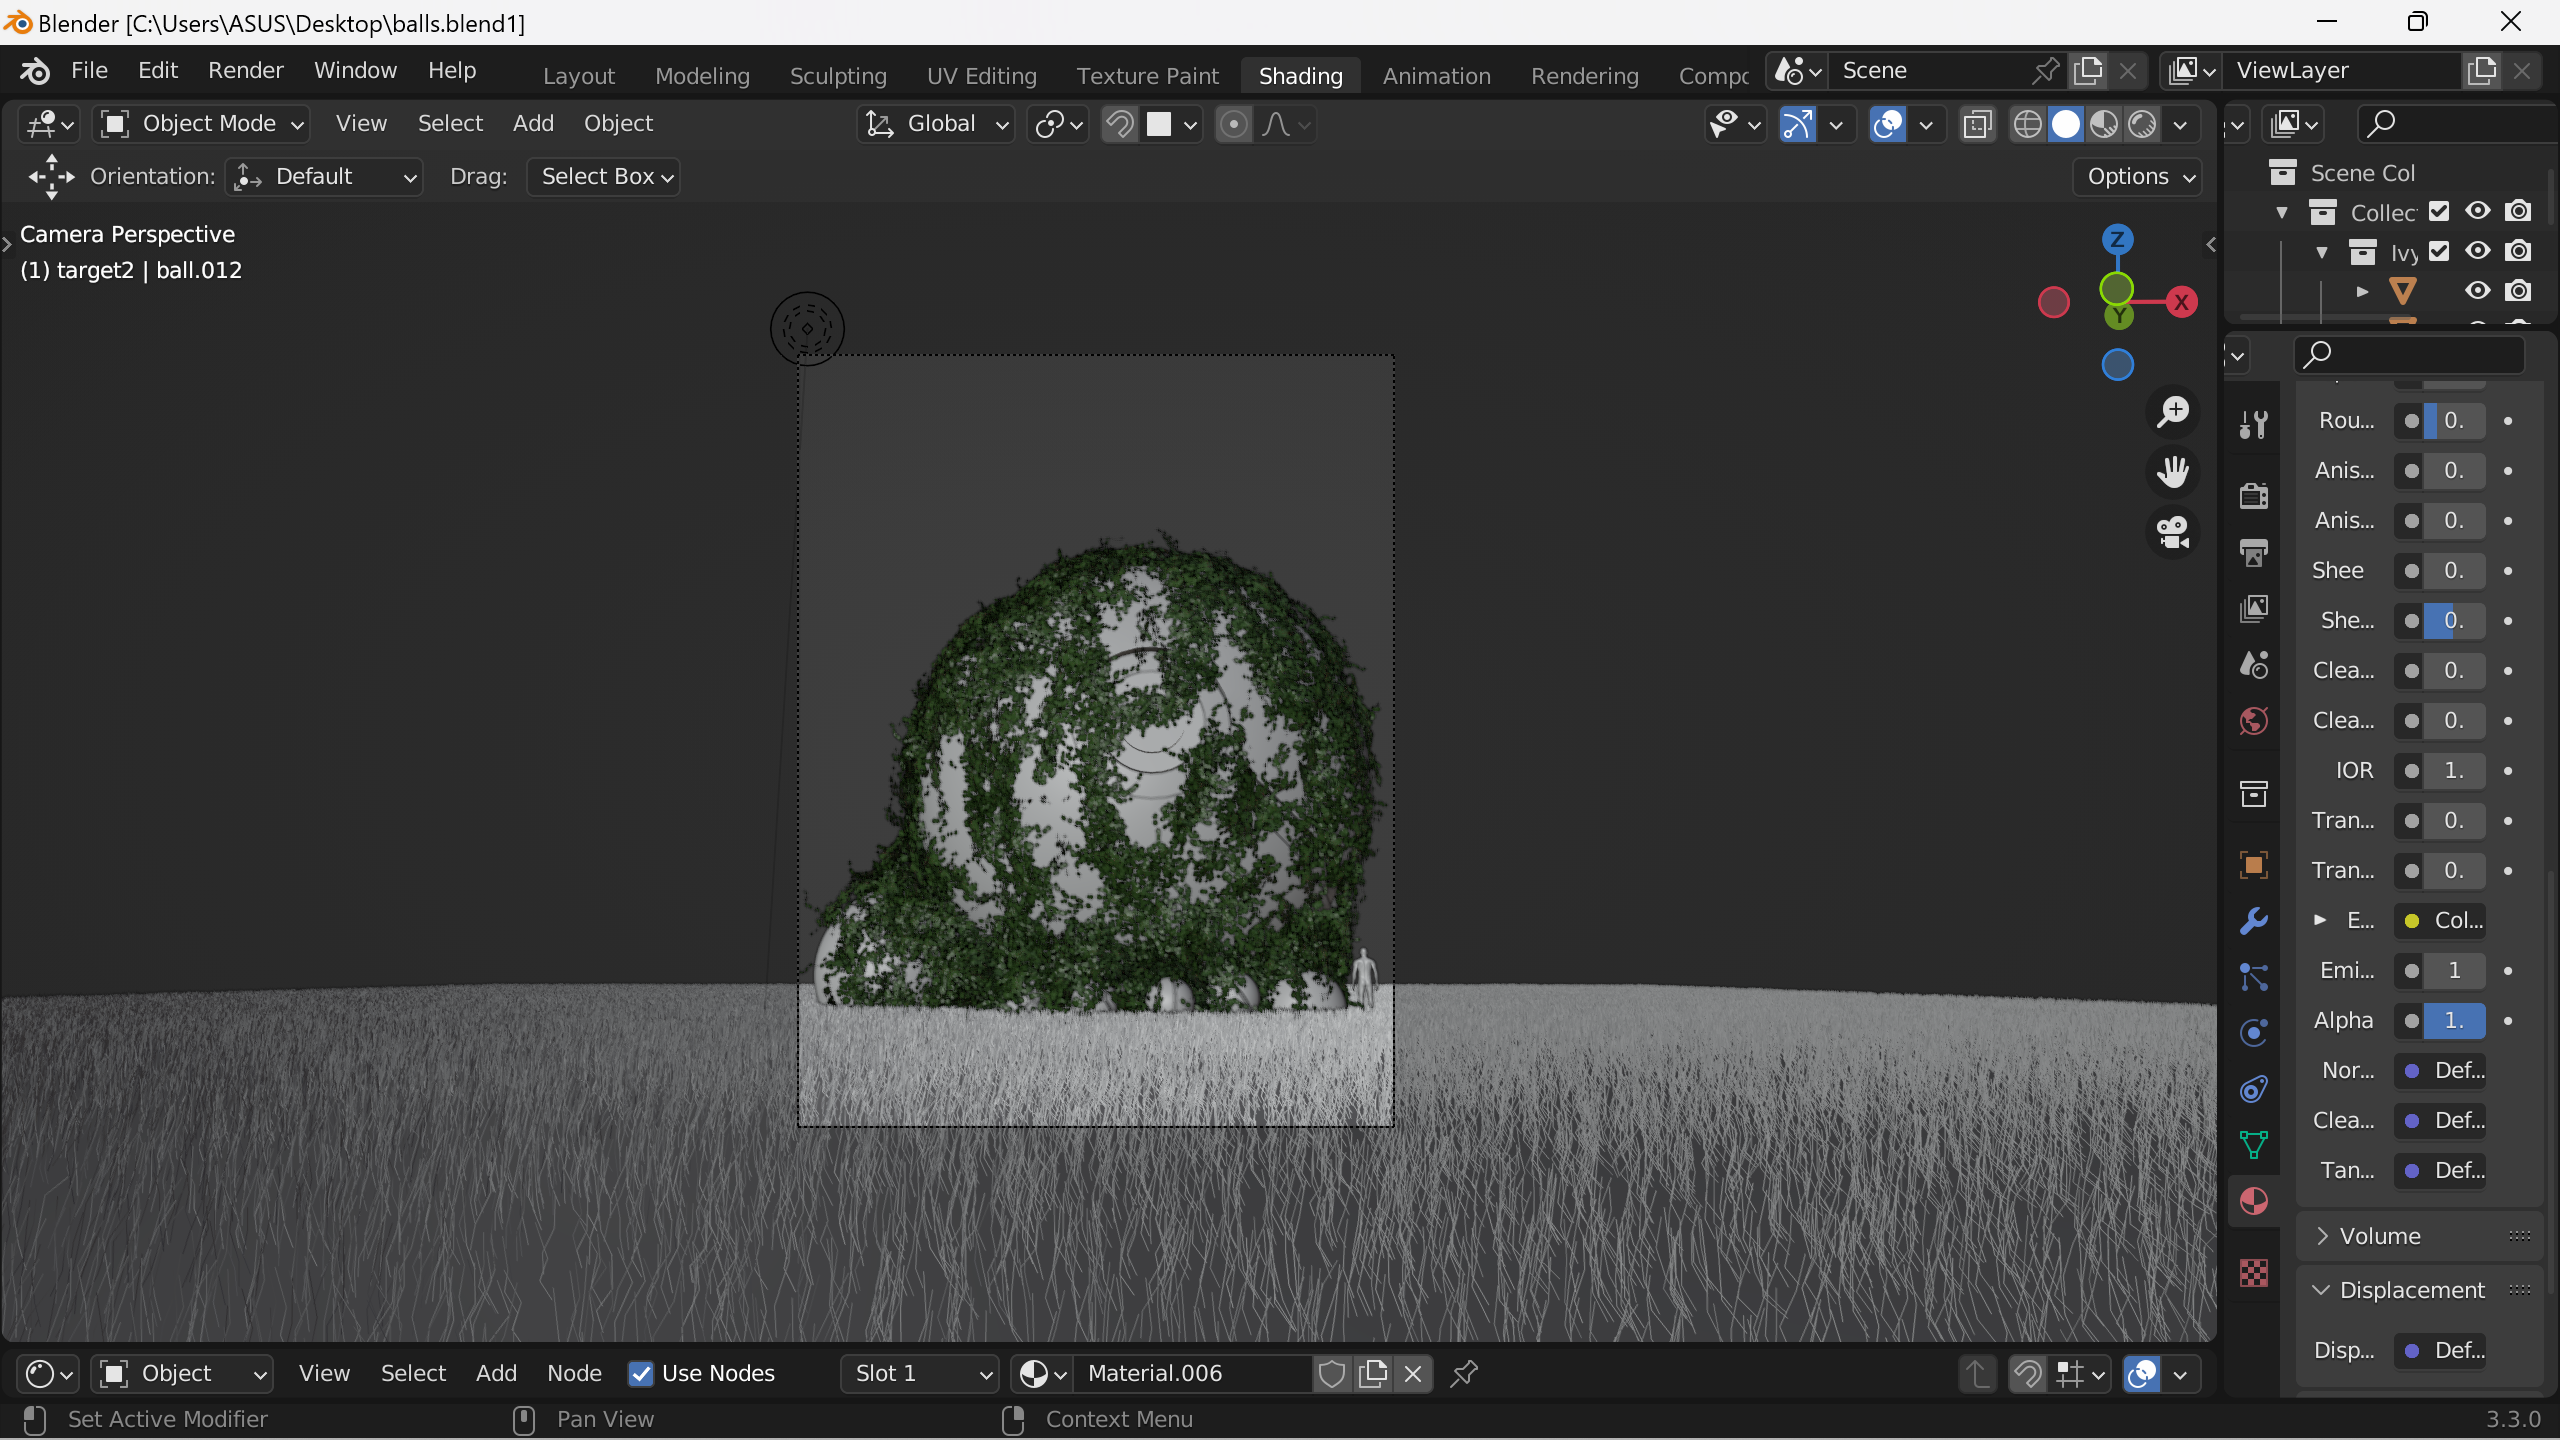 Blender [C:\Users\ASUS\Desktop\balls.blend1]
File Edit Render Window Help Layout Modeling Sculpting UV Editing Texture Paint Shading Animation Rendering Compo Scene ViewLayer
Object Mode View Select Add Object Global
Orientation: Default Drag: Select Box Options
Camera Perspective
(1) target2 | ball.012
Z
X
Y
Scene Col
Collec
Ivy
Rou... 0.
Anis... 0.
Anis... 0.
Shee 0.
She... 0.
Clea... 0.
Clea... 0.
IOR 1.
Tran... 0.
Tran... 0.
E... Col...
Emi... 1
Alpha 1.
Nor... Def...
Clea... Def...
Tan... Def...
Volume
Displacement
Disp... Def...
Object View Select Add Node Use Nodes Slot 1 Material.006
Set Active Modifier Pan View Context Menu 3.3.0